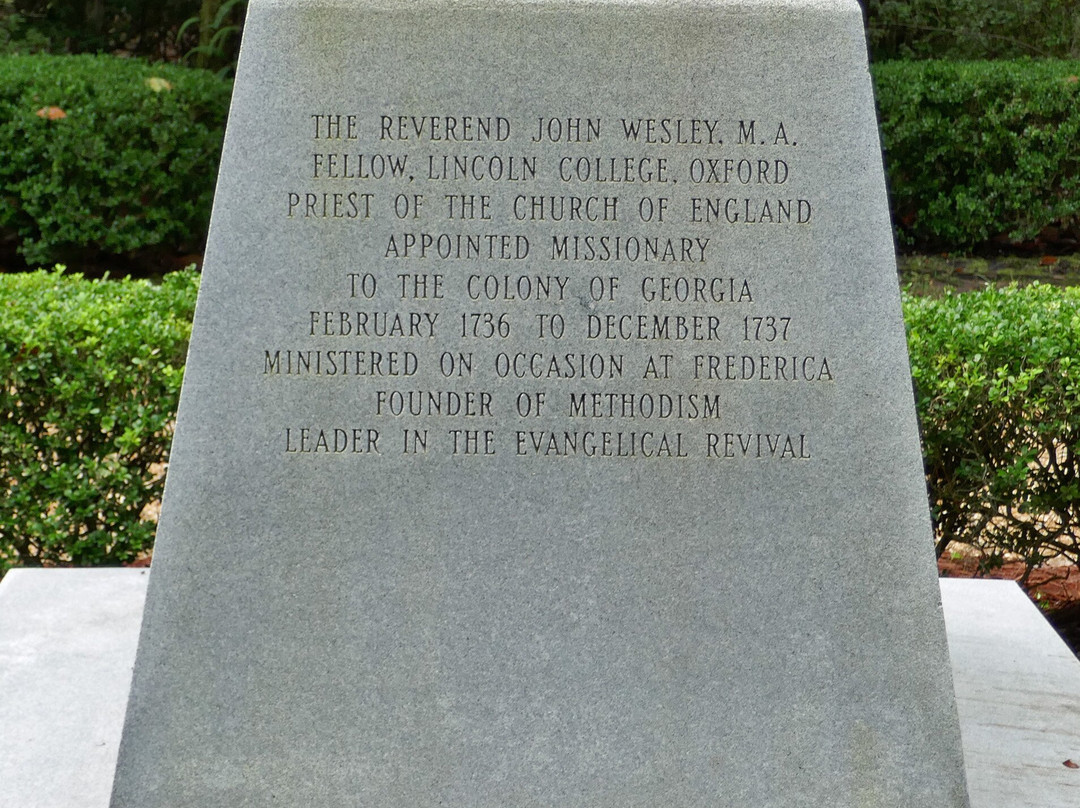 THE REVEREND JOHN WESLEY, M.A.
FELLOW, LINCOLN COLLEGE, OXFORD
PRIEST OF THE CHURCH OF ENGLAND
APPOINTED MISSIONARY
TO THE COLONY OF GEORGIA
FEBRUARY 1736 TO DECEMBER 1737
MINISTERED ON OCCASION AT FREDERICA
FOUNDER OF METHODISM
LEADER IN THE EVANGELICAL REVIVAL